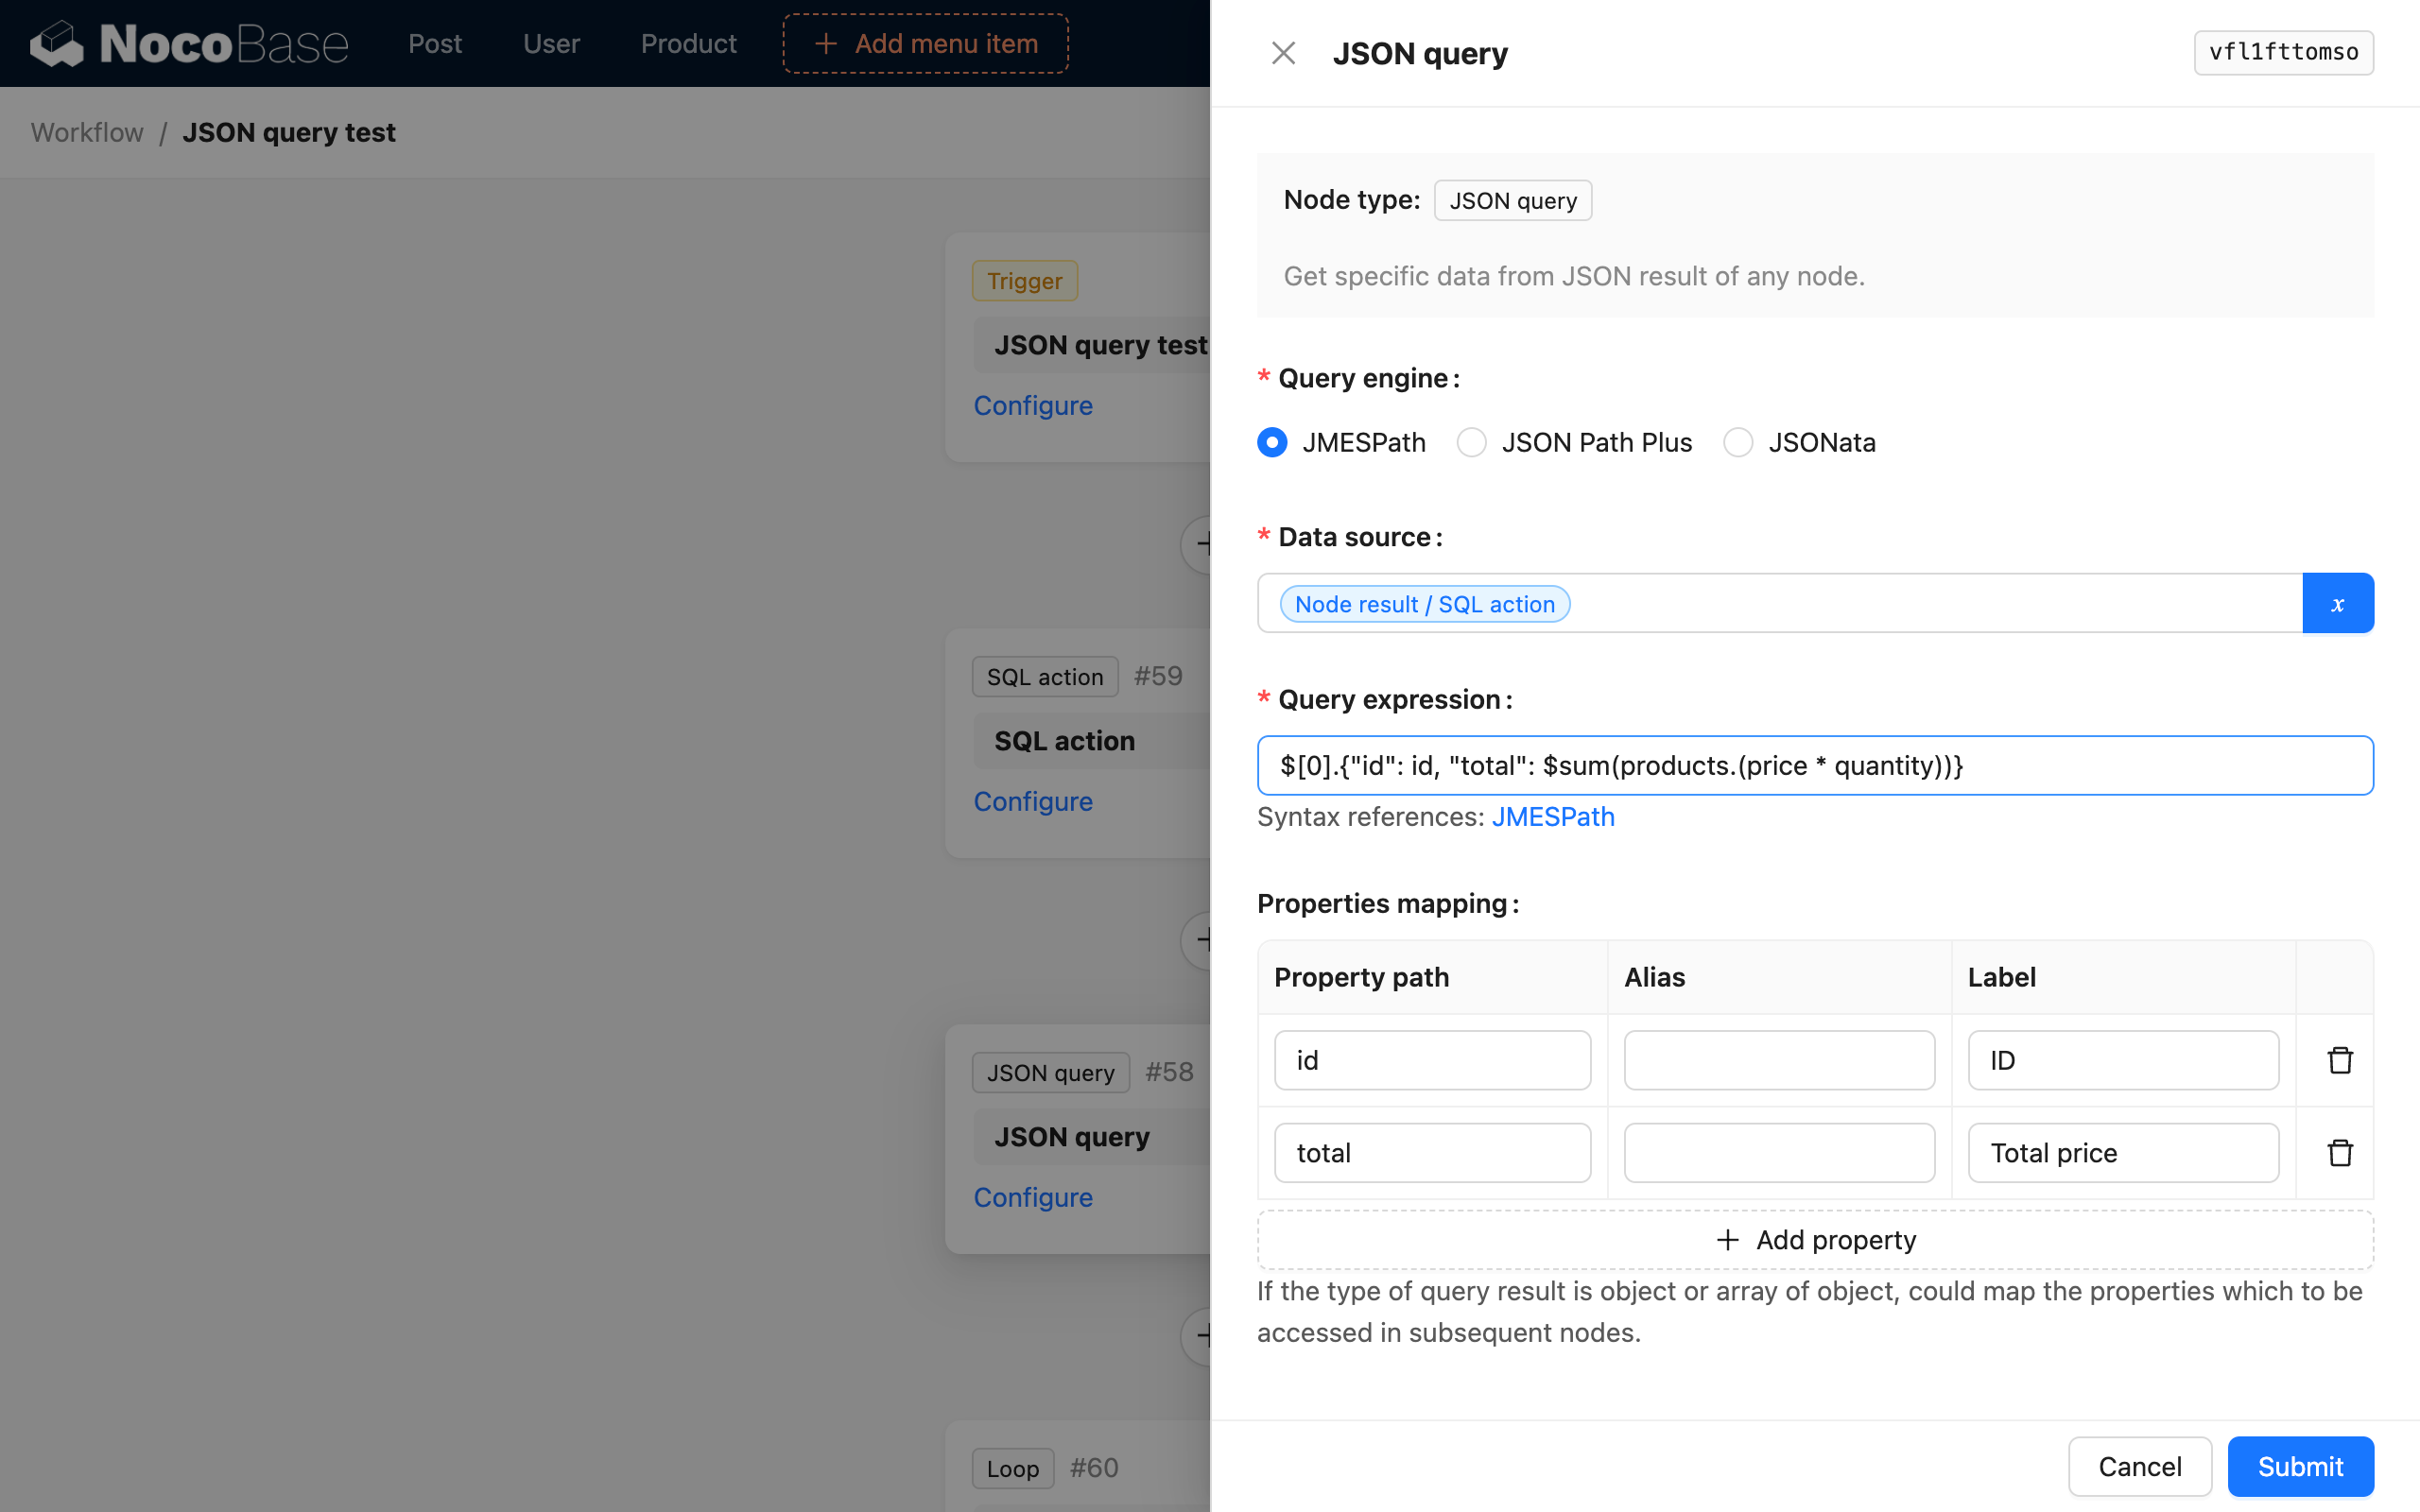 NocoBase Post User Product + Add menu item
Workflow / JSON query test
Trigger
JSON query test
Configure
SQL action #59
SQL action
Configure
JSON query #58
JSON query
Configure
Loop #60
JSON query vfl1fttomso
Node type: JSON query
Get specific data from JSON result of any node.
* Query engine:
JMESPath JSON Path Plus JSONata
* Data source:
Node result / SQL action x
* Query expression:
$[0].{"id": id, "total": $sum(products.(price * quantity))}
Syntax references: JMESPath
Properties mapping:
Property path Alias Label
id ID
total Total price
+ Add property
If the type of query result is object or array of object, could map the properties which to be
accessed in subsequent nodes.
Cancel Submit